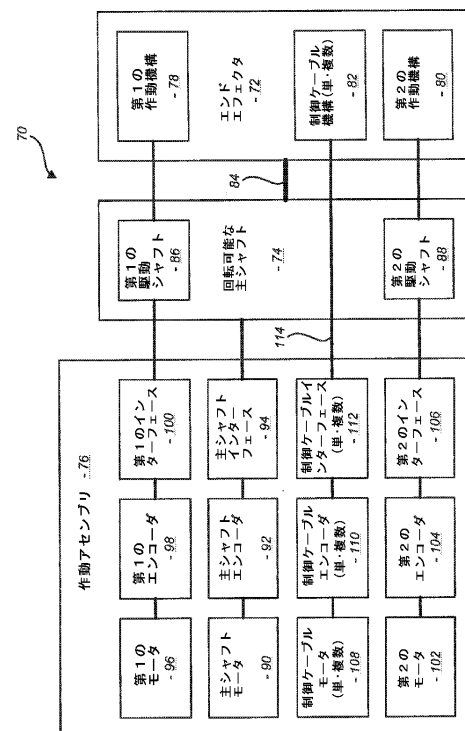 70
作動アセンブリ -76
第1の
モータ
-96
第1の
エンコーダ
-98
第1のイン
ターフェース
-100
第1の
駆動
シャフト
-86
第1の
作動機構
-78
主シャフト
モータ
-90
主シャフト
エンコーダ
-92
主シャフト
インター
フェース
-94
回転可能な
主シャフト
-74
84
エンド
エフェクタ
-72
制御ケーブル
モータ
(単・複数)
-108
制御ケーブル
エンコーダ
(単・複数)
-110
制御ケーブルイ
ンターフェース
(単・複数)
-112
114
制御ケーブル
機構(単・複数)
-82
第2の
モータ
-102
第2の
エンコーダ
-104
第2のイン
ターフェース
-106
第2の
駆動
シャフト
-88
第2の
作動機構
-80